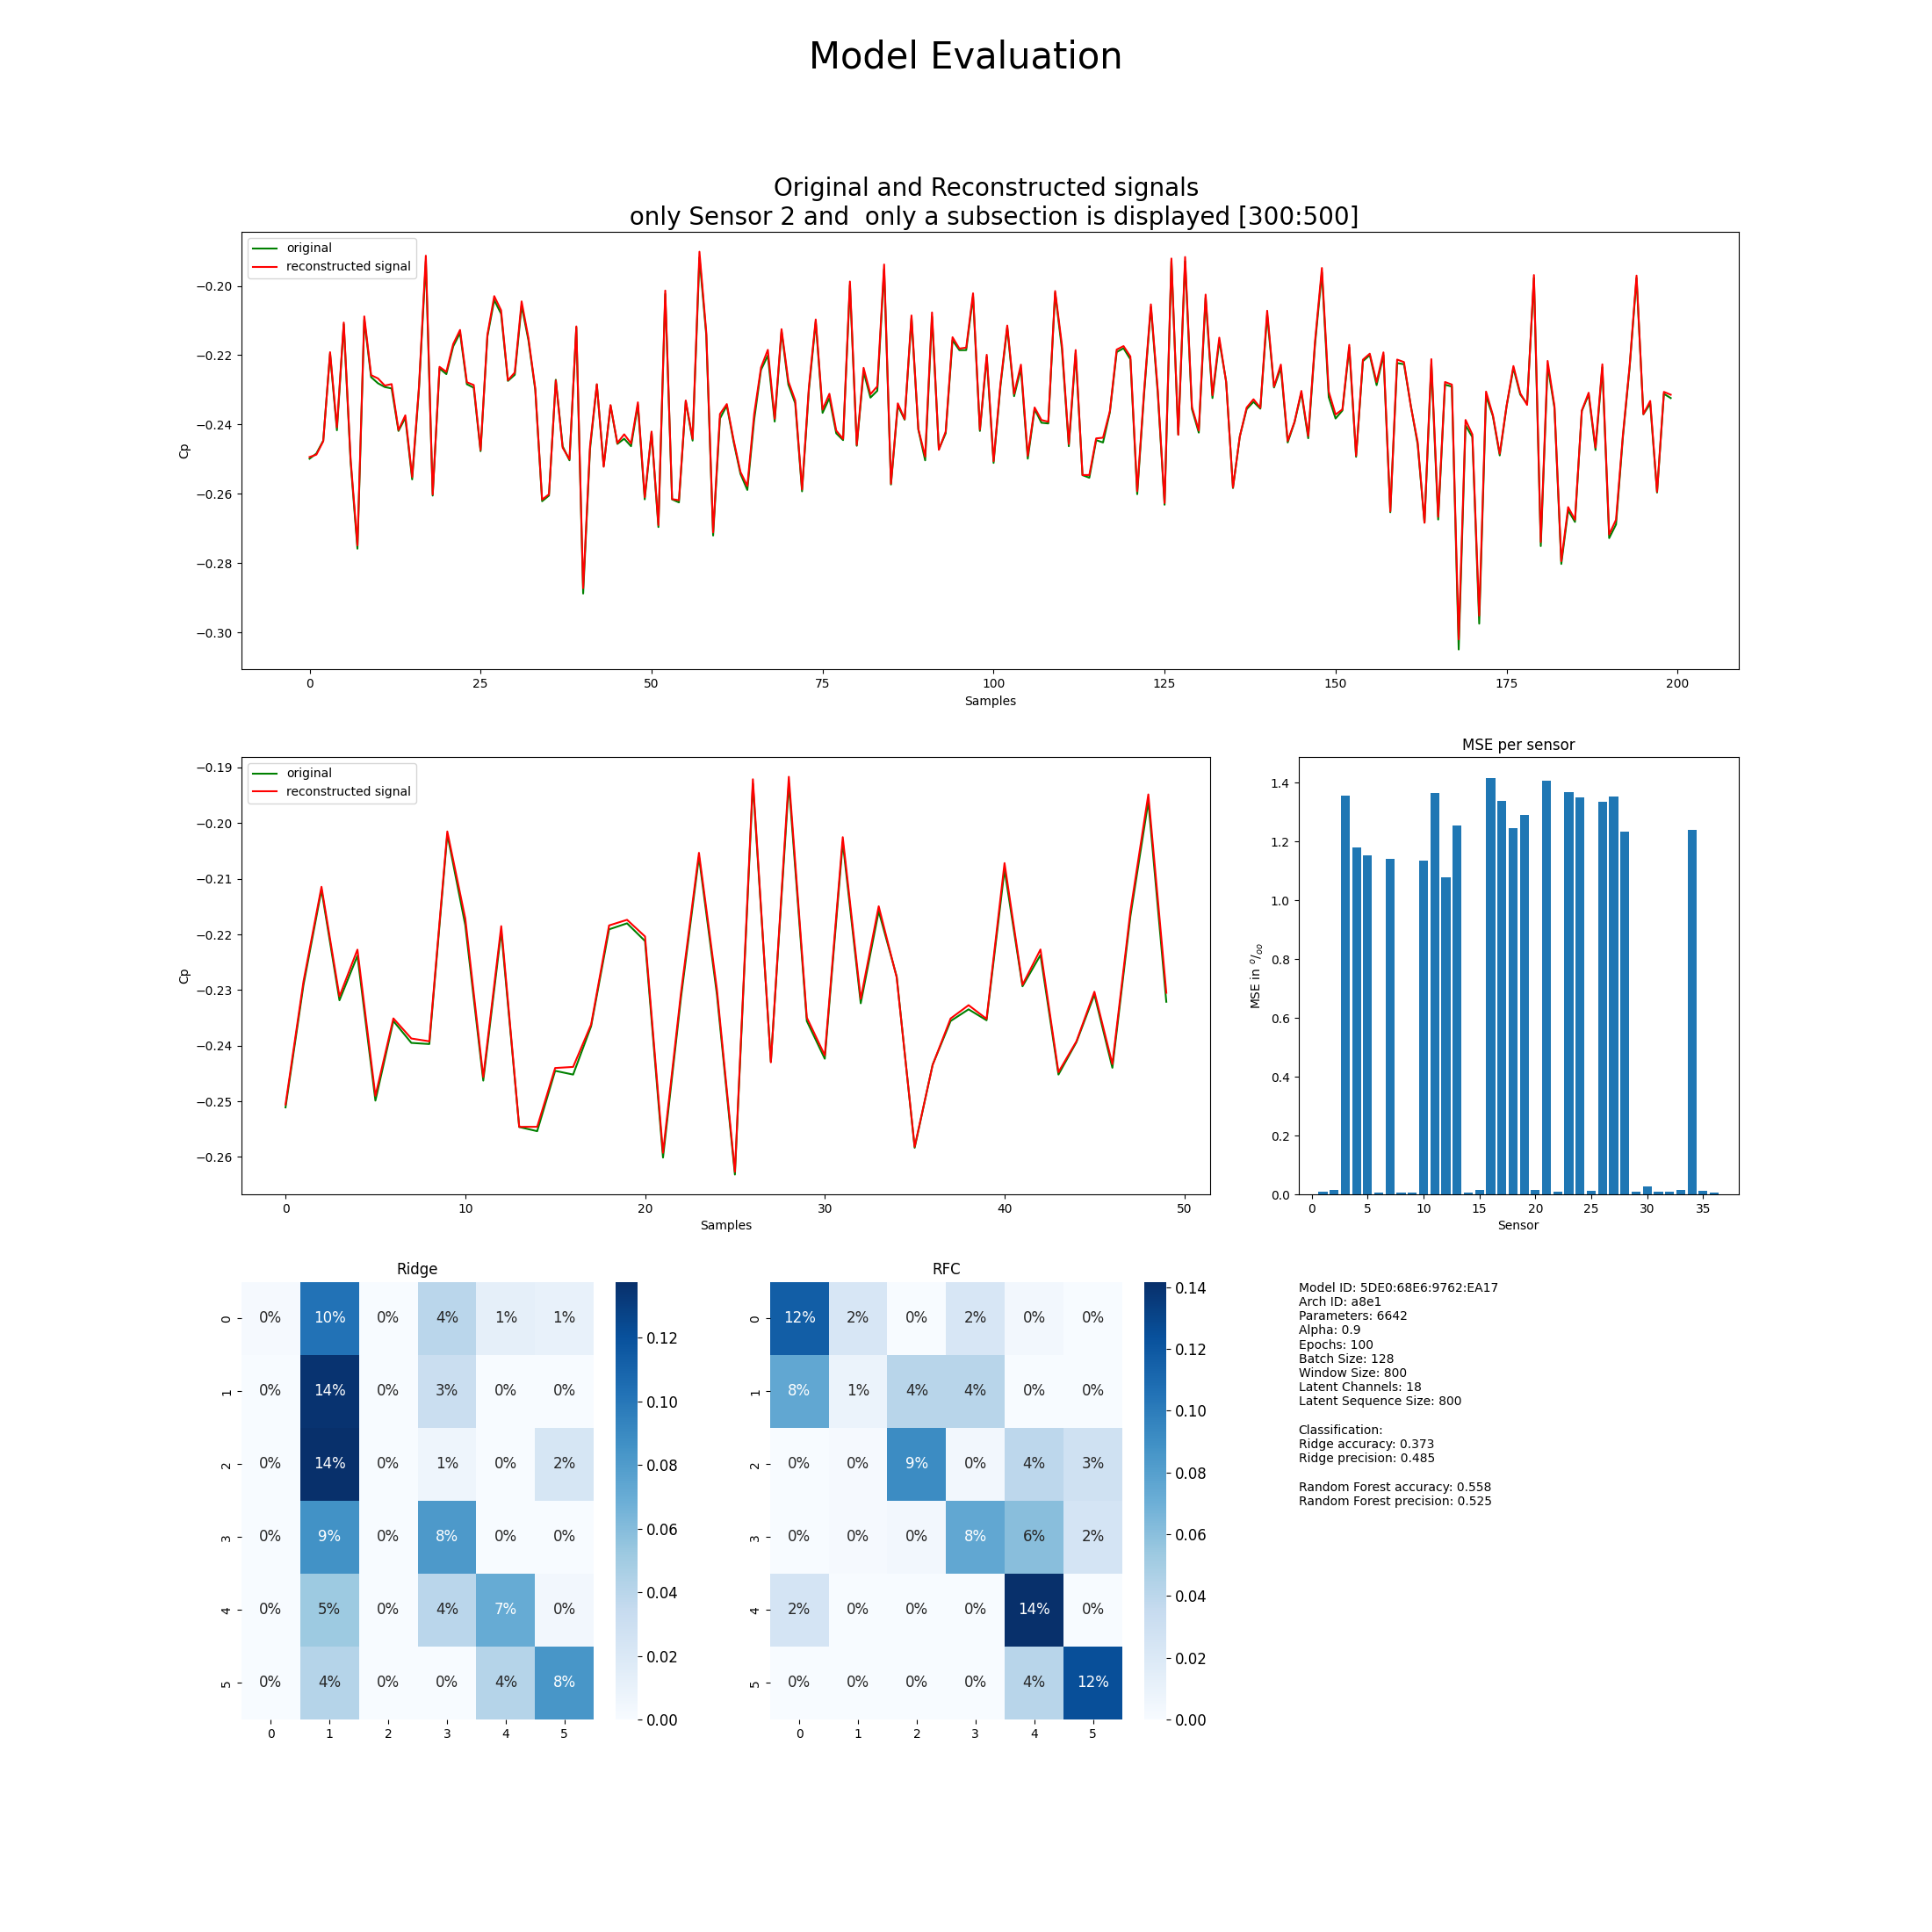 Model Evaluation
Original and Reconstructed signals
only Sensor 2 and  only a subsection is displayed [300:500]
original
reconstructed signal
−0.20
−0.22
−0.24
−0.26
−0.28
−0.30
Cp
0 25 50 75 100 125 150 175 200
Samples
original
reconstructed signal
−0.19
−0.20
−0.21
−0.22
−0.23
−0.24
−0.25
−0.26
Cp
0 10 20 30 40 50
Samples
MSE per sensor
1.4
1.2
1.0
0.8
0.6
0.4
0.2
0.0
MSE in o/oo
0 5 10 15 20 25 30 35
Sensor
Ridge
0 0% 10% 0% 4% 1% 1%
1 0% 14% 0% 3% 0% 0%
2 0% 14% 0% 1% 0% 2%
3 0% 9% 0% 8% 0% 0%
4 0% 5% 0% 4% 7% 0%
5 0% 4% 0% 0% 4% 8%
0 1 2 3 4 5
0.12
0.10
0.08
0.06
0.04
0.02
0.00
RFC
0 12% 2% 0% 2% 0% 0%
1 8% 1% 4% 4% 0% 0%
2 0% 0% 9% 0% 4% 3%
3 0% 0% 0% 8% 6% 2%
4 2% 0% 0% 0% 14% 0%
5 0% 0% 0% 0% 4% 12%
0 1 2 3 4 5
0.14
0.12
0.10
0.08
0.06
0.04
0.02
0.00
Model ID: 5DE0:68E6:9762:EA17
Arch ID: a8e1
Parameters: 6642
Alpha: 0.9
Epochs: 100
Batch Size: 128
Window Size: 800
Latent Channels: 18
Latent Sequence Size: 800
Classification:
Ridge accuracy: 0.373
Ridge precision: 0.485
Random Forest accuracy: 0.558
Random Forest precision: 0.525